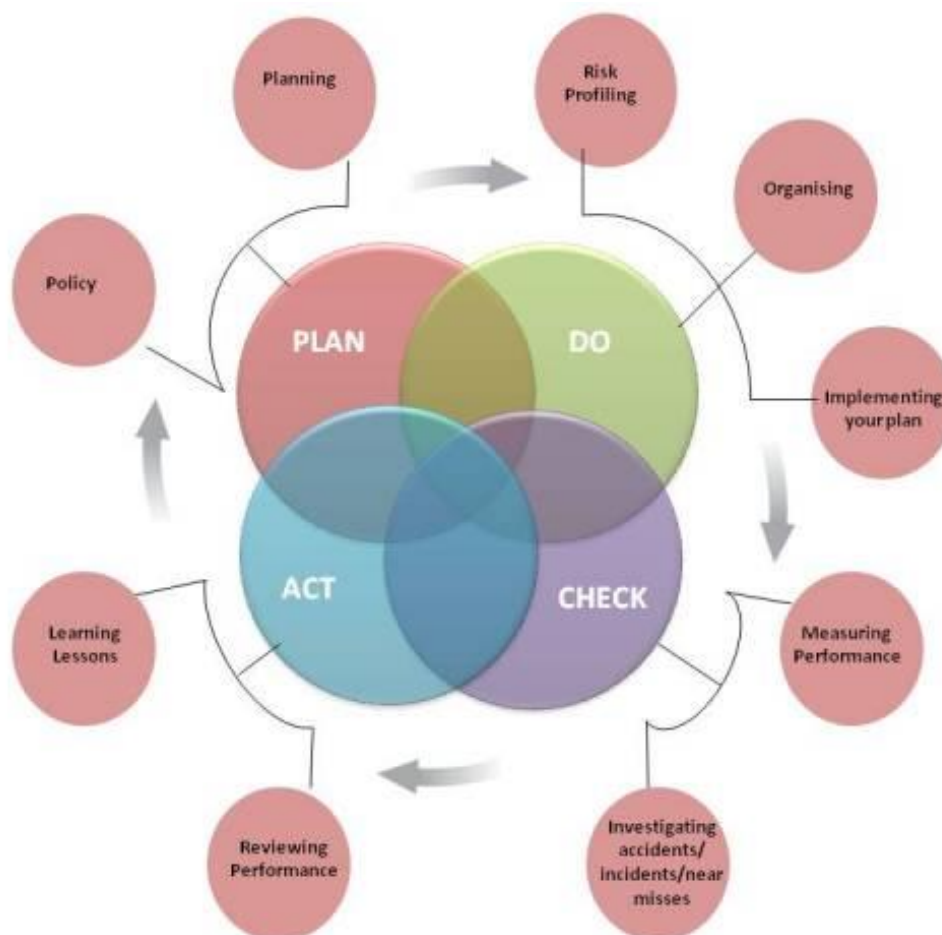 Planning
Risk
Profiling
Organising
Policy
PLAN
DO
Implementing
your plan
ACT
CHECK
Learning
Lessons
Measuring
Performance
Reviewing
Performance
Investigating
accidents/
incidents/near
misses